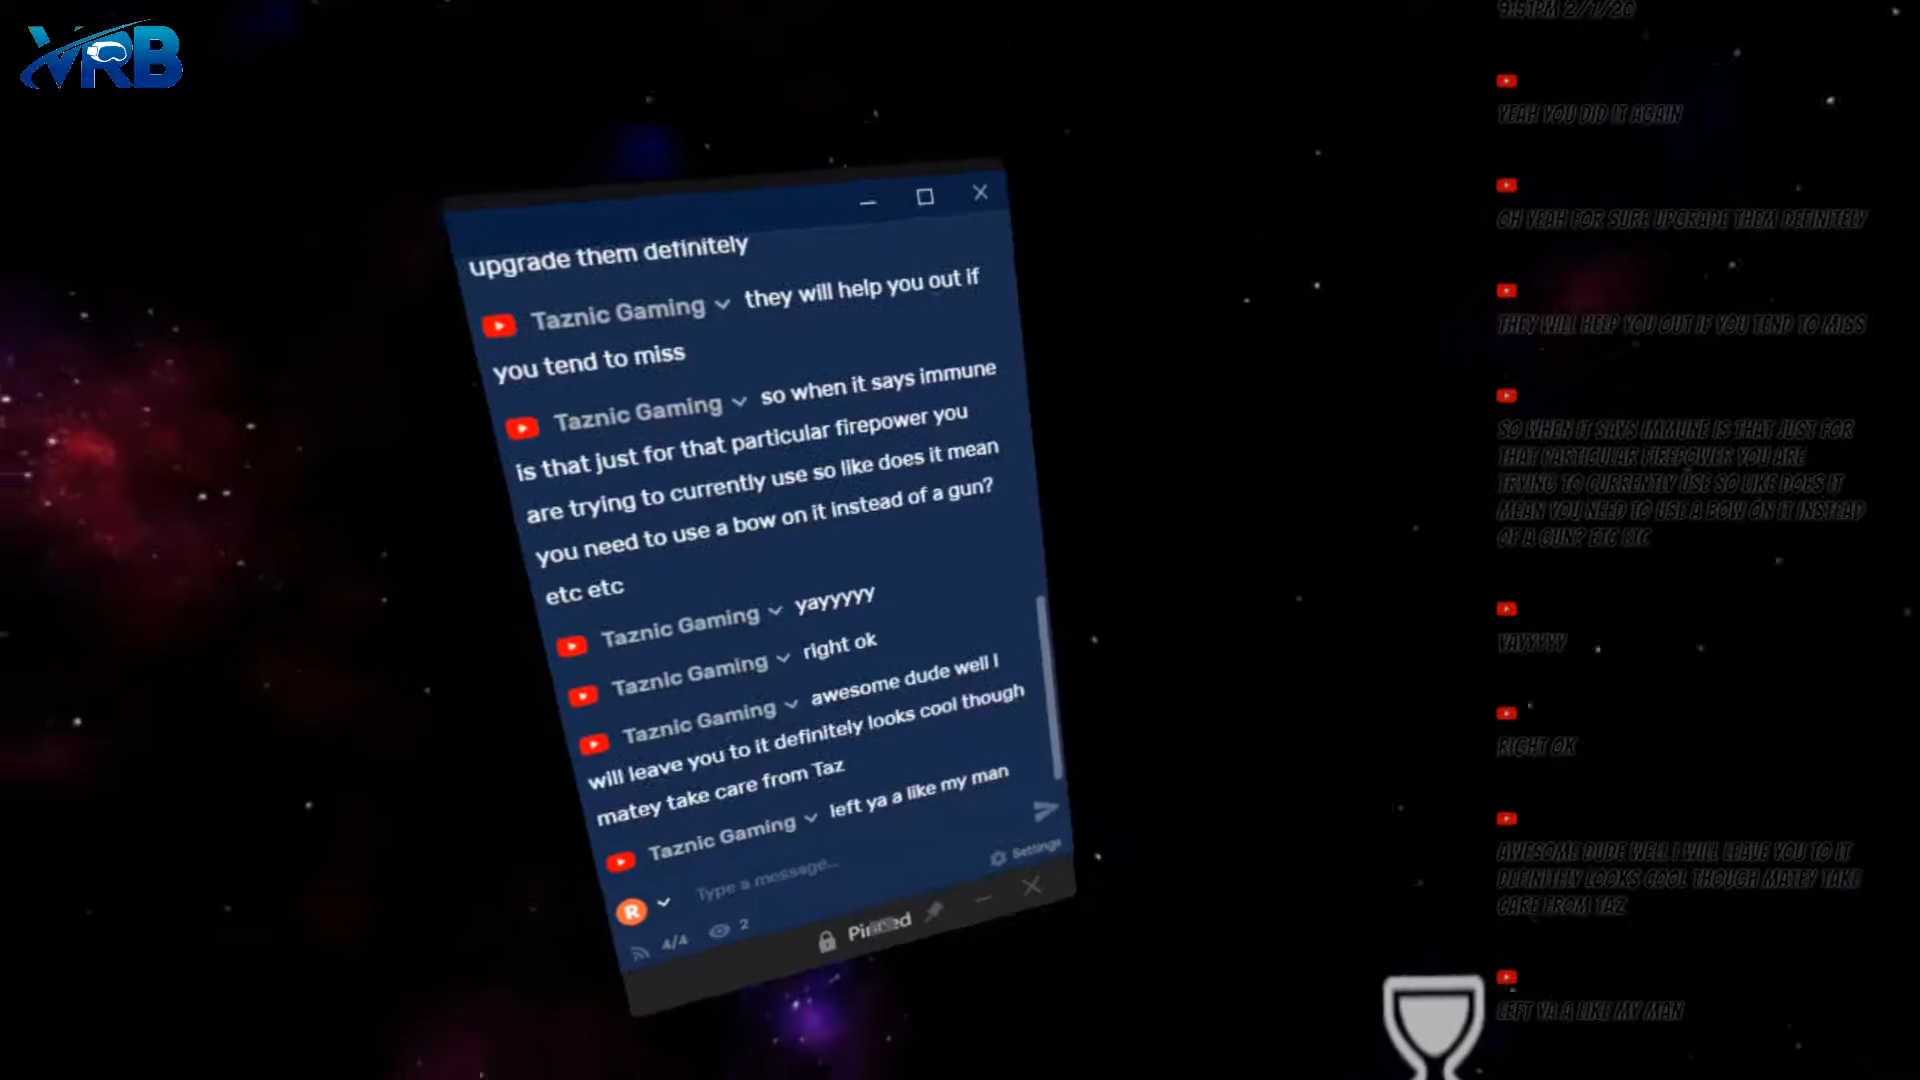 VRB
upgrade them definitely
Taznic Gaming they will help you out if
you tend to miss
Taznic Gaming so when it says immune
is that just for that particular firepower you
are trying to currently use so like does it mean
you need to use a bow on it instead of a gun?
etc etc
Taznic Gaming yayyyyy
Taznic Gaming right ok
Taznic Gaming awesome dude well I
will leave you to it definitely looks cool though
matey take care from Taz
Taznic Gaming left ya a like my man
Type a message...
Settings
R
4/4 2
Pinned
9:51PM 2/1/20
YEAH YOU DID IT AGAIN
OH YEAH FOR SURE UPGRADE THEM DEFINITELY
THEY WILL HELP YOU OUT IF YOU TEND TO MISS
SO WHEN IT SAYS IMMUNE IS THAT JUST FOR
THAT PARTICULAR FIREPOWER YOU ARE
TRYING TO CURRENTLY USE SO LIKE DOES IT
MEAN YOU NEED TO USE A BOW ON IT INSTEAD
OF A GUN? ETC ETC
YAYYYYY
RIGHT OK
AWESOME DUDE WELL I WILL LEAVE YOU TO IT
DEFINITELY LOOKS COOL THOUGH MATEY TAKE
CARE FROM TAZ
LEFT YA A LIKE MY MAN